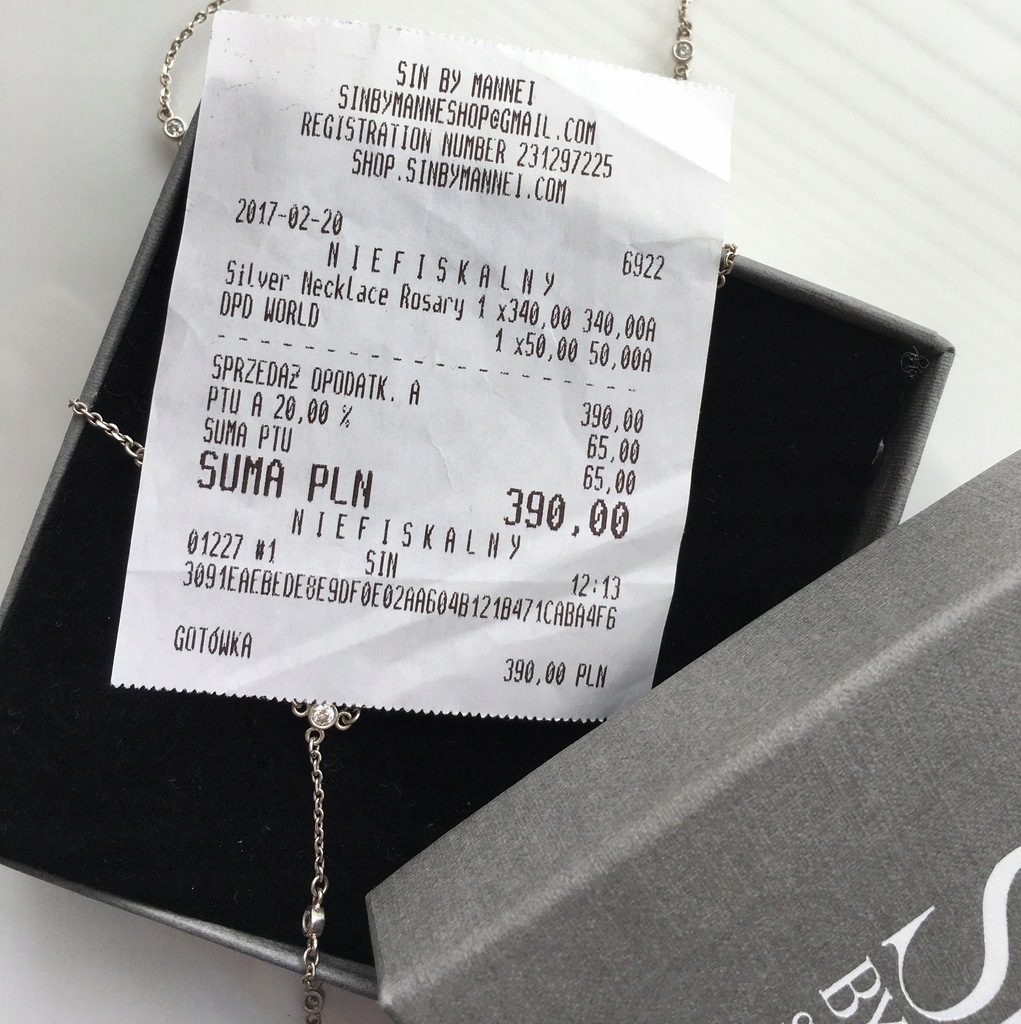 SIN BY MANNEI
SINBYMANNESHOP@GMAIL.COM
REGISTRATION NUMBER 231297225
SHOP.SINBYMANNEI.COM
2017-02-20 6922
NIEFISKALNY
Silver Necklace Rosary 1 x340,00 340,00A
DPD WORLD 1 x50,00 50,00A
SPRZEDAŻ OPODATK. A 390,00
PTU A 20,00 % 65,00
SUMA PTU 65,00
SUMA PLN 390,00
NIEFISKALNY
01227 #1 SIN 12:13
3091EAEBEDE8E9DF0E02AA604B121B471CABA4F6
GOTÓWKA 390,00 PLN
S
BY